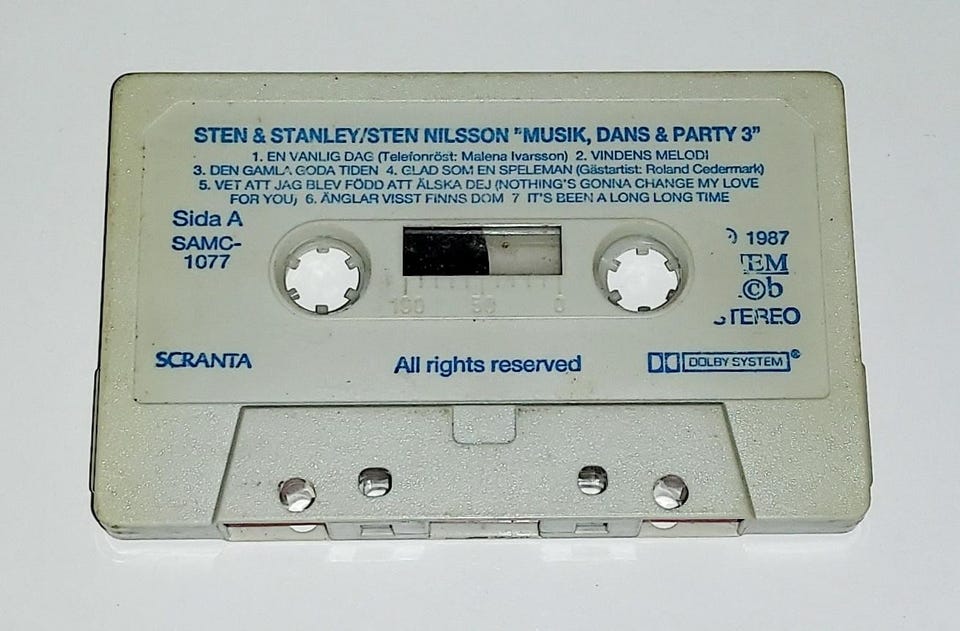 STEN & STANLEY/STEN NILSSON "MUSIK, DANS & PARTY 3"
1. EN VANLIG DAG (Telefonröst: Malena Ivarsson) 2. VINDENS MELODI
3. DEN GAMLA GODA TIDEN 4. GLAD SOM EN SPELEMAN (Gästartist: Roland Cedermark)
5. VET ATT JAG BLEV FÖDD ATT ÄLSKA DEJ (NOTHING'S GONNA CHANGE MY LOVE
FOR YOU) 6. ÄNGLAR VISST FINNS DOM 7 IT'S BEEN A LONG LONG TIME
Sida A
SAMC-
1077
1987
©b
STEREO
100 50 0
SCRANTA
All rights reserved
DOLBY SYSTEM®